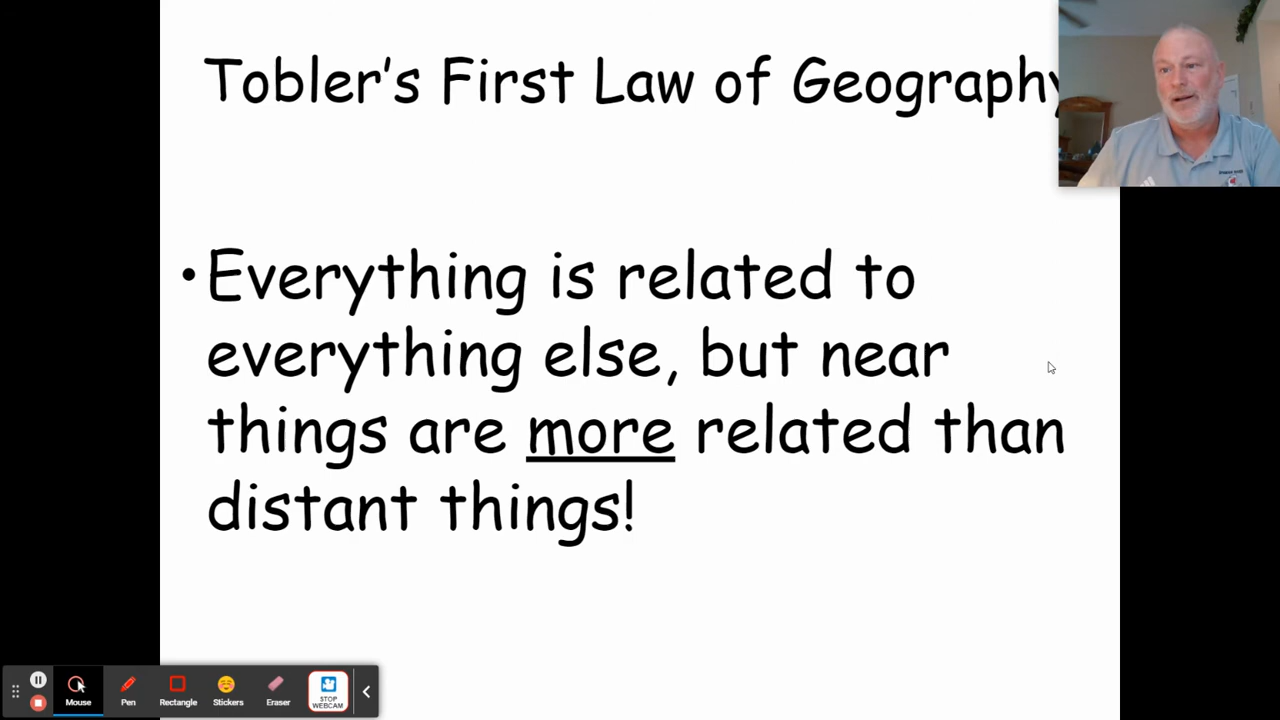 Tobler's First Law of Geography
•Everything is related to
everything else, but near
things are more related than
distant things!
Mouse
Pen
Rectangle
Stickers
Eraser
STOP
WEBCAM